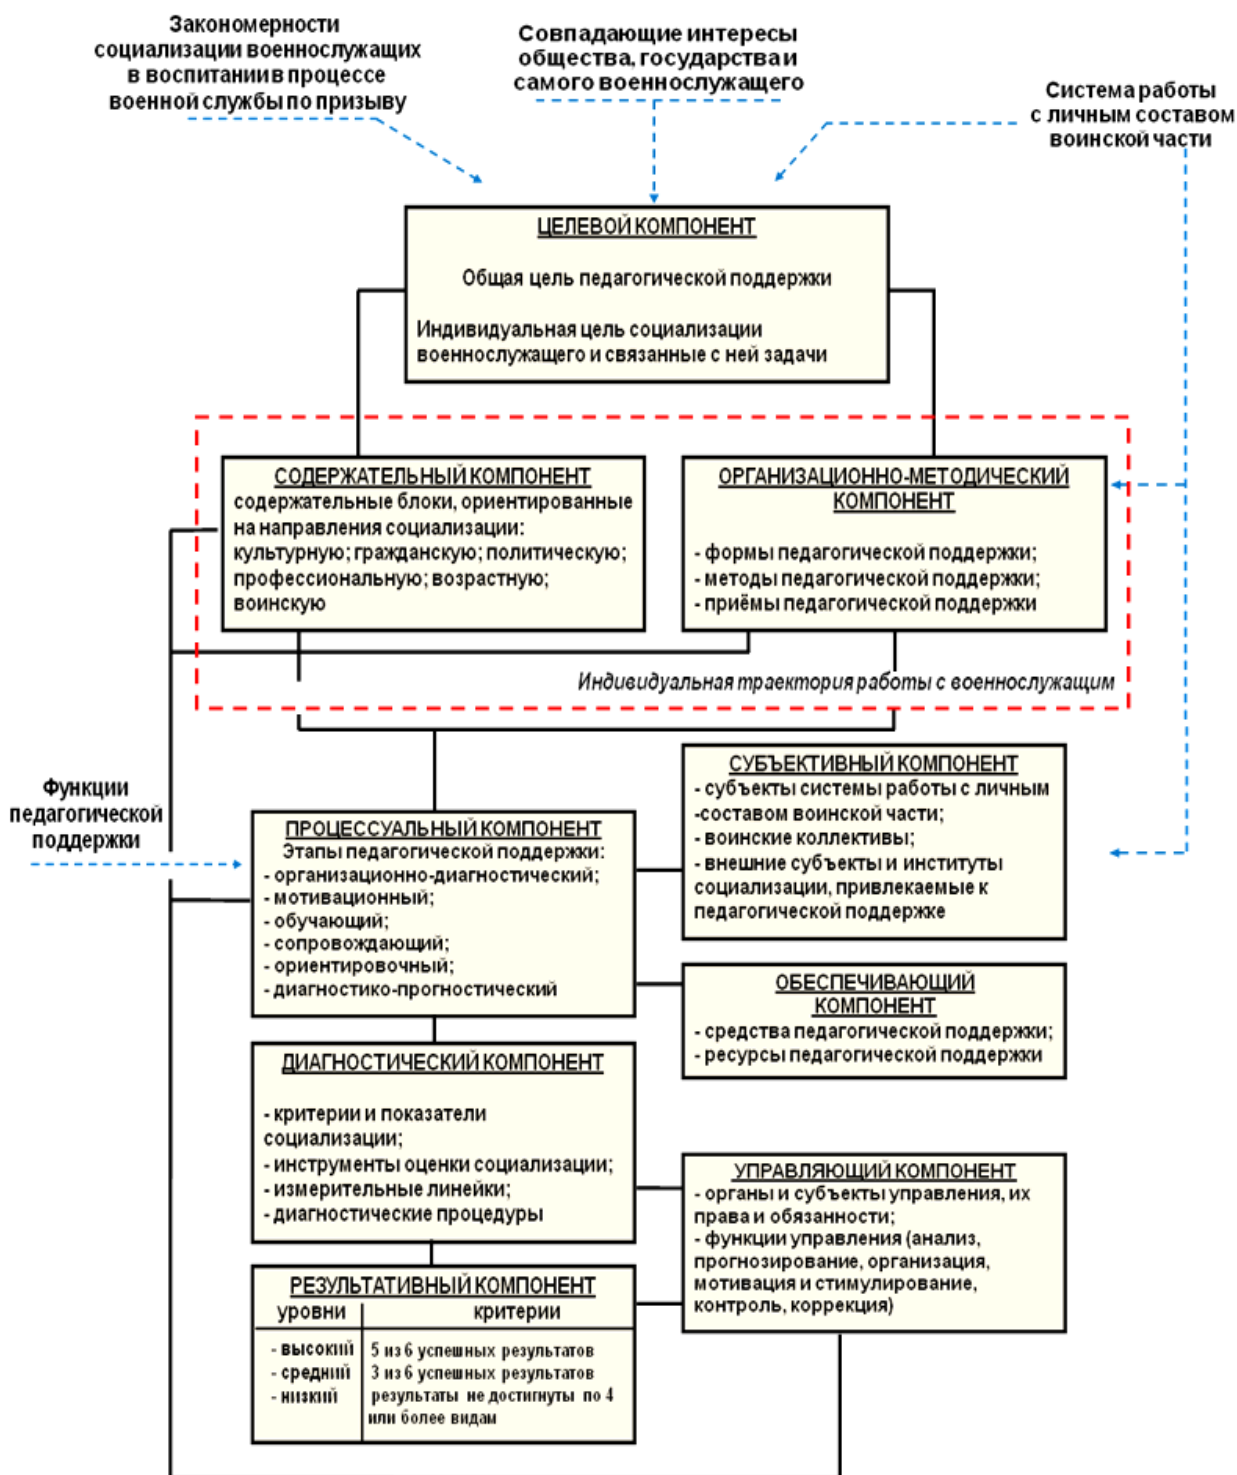 Закономерности
социализации военнослужащих
в воспитании в процессе
военной службы по призыву
Совпадающие интересы
общества, государства и
самого военнослужащего
Система работы
с личным составом
воинской части
ЦЕЛЕВОЙ КОМПОНЕНТ
Общая цель педагогической поддержки
Индивидуальная цель социализации
военнослужащего и связанные с ней задачи
СОДЕРЖАТЕЛЬНЫЙ КОМПОНЕНТ
содержательные блоки, ориентированные
на направления социализации:
культурную; гражданскую; политическую;
профессиональную; возрастную;
воинскую
ОРГАНИЗАЦИОННО-МЕТОДИЧЕСКИЙ
КОМПОНЕНТ
- формы педагогической поддержки;
- методы педагогической поддержки;
- приёмы педагогической поддержки
Индивидуальная траектория работы с военнослужащим
Функции
педагогической
поддержки
ПРОЦЕССУАЛЬНЫЙ КОМПОНЕНТ
Этапы педагогической поддержки:
- организационно-диагностический;
- мотивационный;
- обучающий;
- сопровождающий;
- ориентировочный;
- диагностико-прогностический
СУБЪЕКТИВНЫЙ КОМПОНЕНТ
- субъекты системы работы с личным
-составом воинской части;
- воинские коллективы;
- внешние субъекты и институты
социализации, привлекаемые к
педагогической поддержке
ОБЕСПЕЧИВАЮЩИЙ
КОМПОНЕНТ
- средства педагогической поддержки;
- ресурсы педагогической поддержки
ДИАГНОСТИЧЕСКИЙ КОМПОНЕНТ
- критерии и показатели
социализации;
- инструменты оценки социализации;
- измерительные линейки;
- диагностические процедуры
УПРАВЛЯЮЩИЙ КОМПОНЕНТ
- органы и субъекты управления, их
права и обязанности;
- функции управления (анализ,
прогнозирование, организация,
мотивация и стимулирование,
контроль, коррекция)
РЕЗУЛЬТАТИВНЫЙ КОМПОНЕНТ
уровни критерии
- высокий 5 из 6 успешных результатов
- средний 3 из 6 успешных результатов
- низкий результаты не достигнуты по 4
или более видам